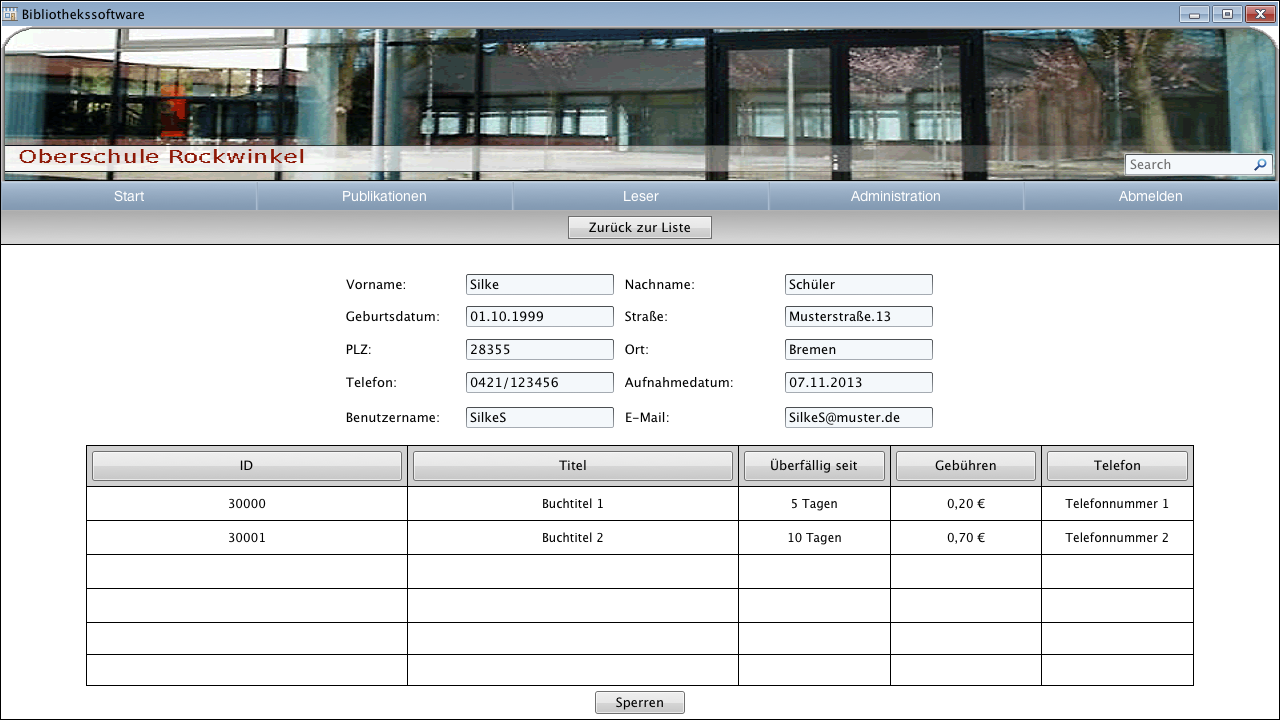 Bibliothekssoftware
Oberschule Rockwinkel
Search
Start Publikationen Leser Administration Abmelden
Zurück zur Liste
Vorname: Silke Nachname: Schüler
Geburtsdatum: 01.10.1999 Straße: Musterstraße.13
PLZ: 28355 Ort: Bremen
Telefon: 0421/123456 Aufnahmedatum: 07.11.2013
Benutzername: SilkeS E-Mail: SilkeS@muster.de
ID Titel Überfällig seit Gebühren Telefon
30000 Buchtitel 1 5 Tagen 0,20 € Telefonnummer 1
30001 Buchtitel 2 10 Tagen 0,70 € Telefonnummer 2
Sperren